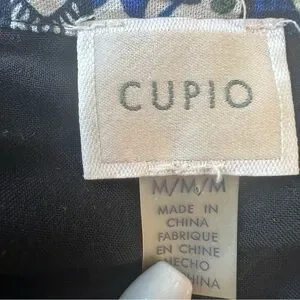 CUPIO
M/M/M
MADE IN
CHINA
FABRIQUE
EN CHINE
HECHO